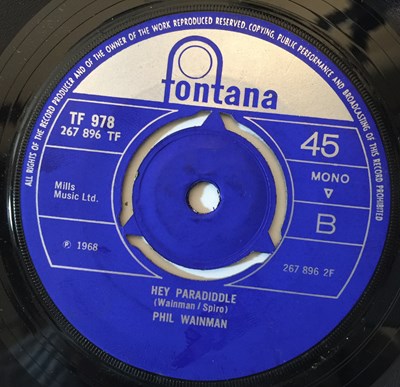 ALL RIGHTS OF THE RECORD PRODUCER AND OF THE OWNER OF THE WORK REPRODUCED RESERVED. COPYING, PUBLIC PERFORMANCE AND BROADCASTING OF THIS RECORD PROHIBITED
fontana
TF 978
267 896 TF
45
MONO
Mills
Music Ltd.
B
℗ 1968
267 896 2F
HEY PARADIDDLE
(Wainman/Spiro)
PHIL WAINMAN